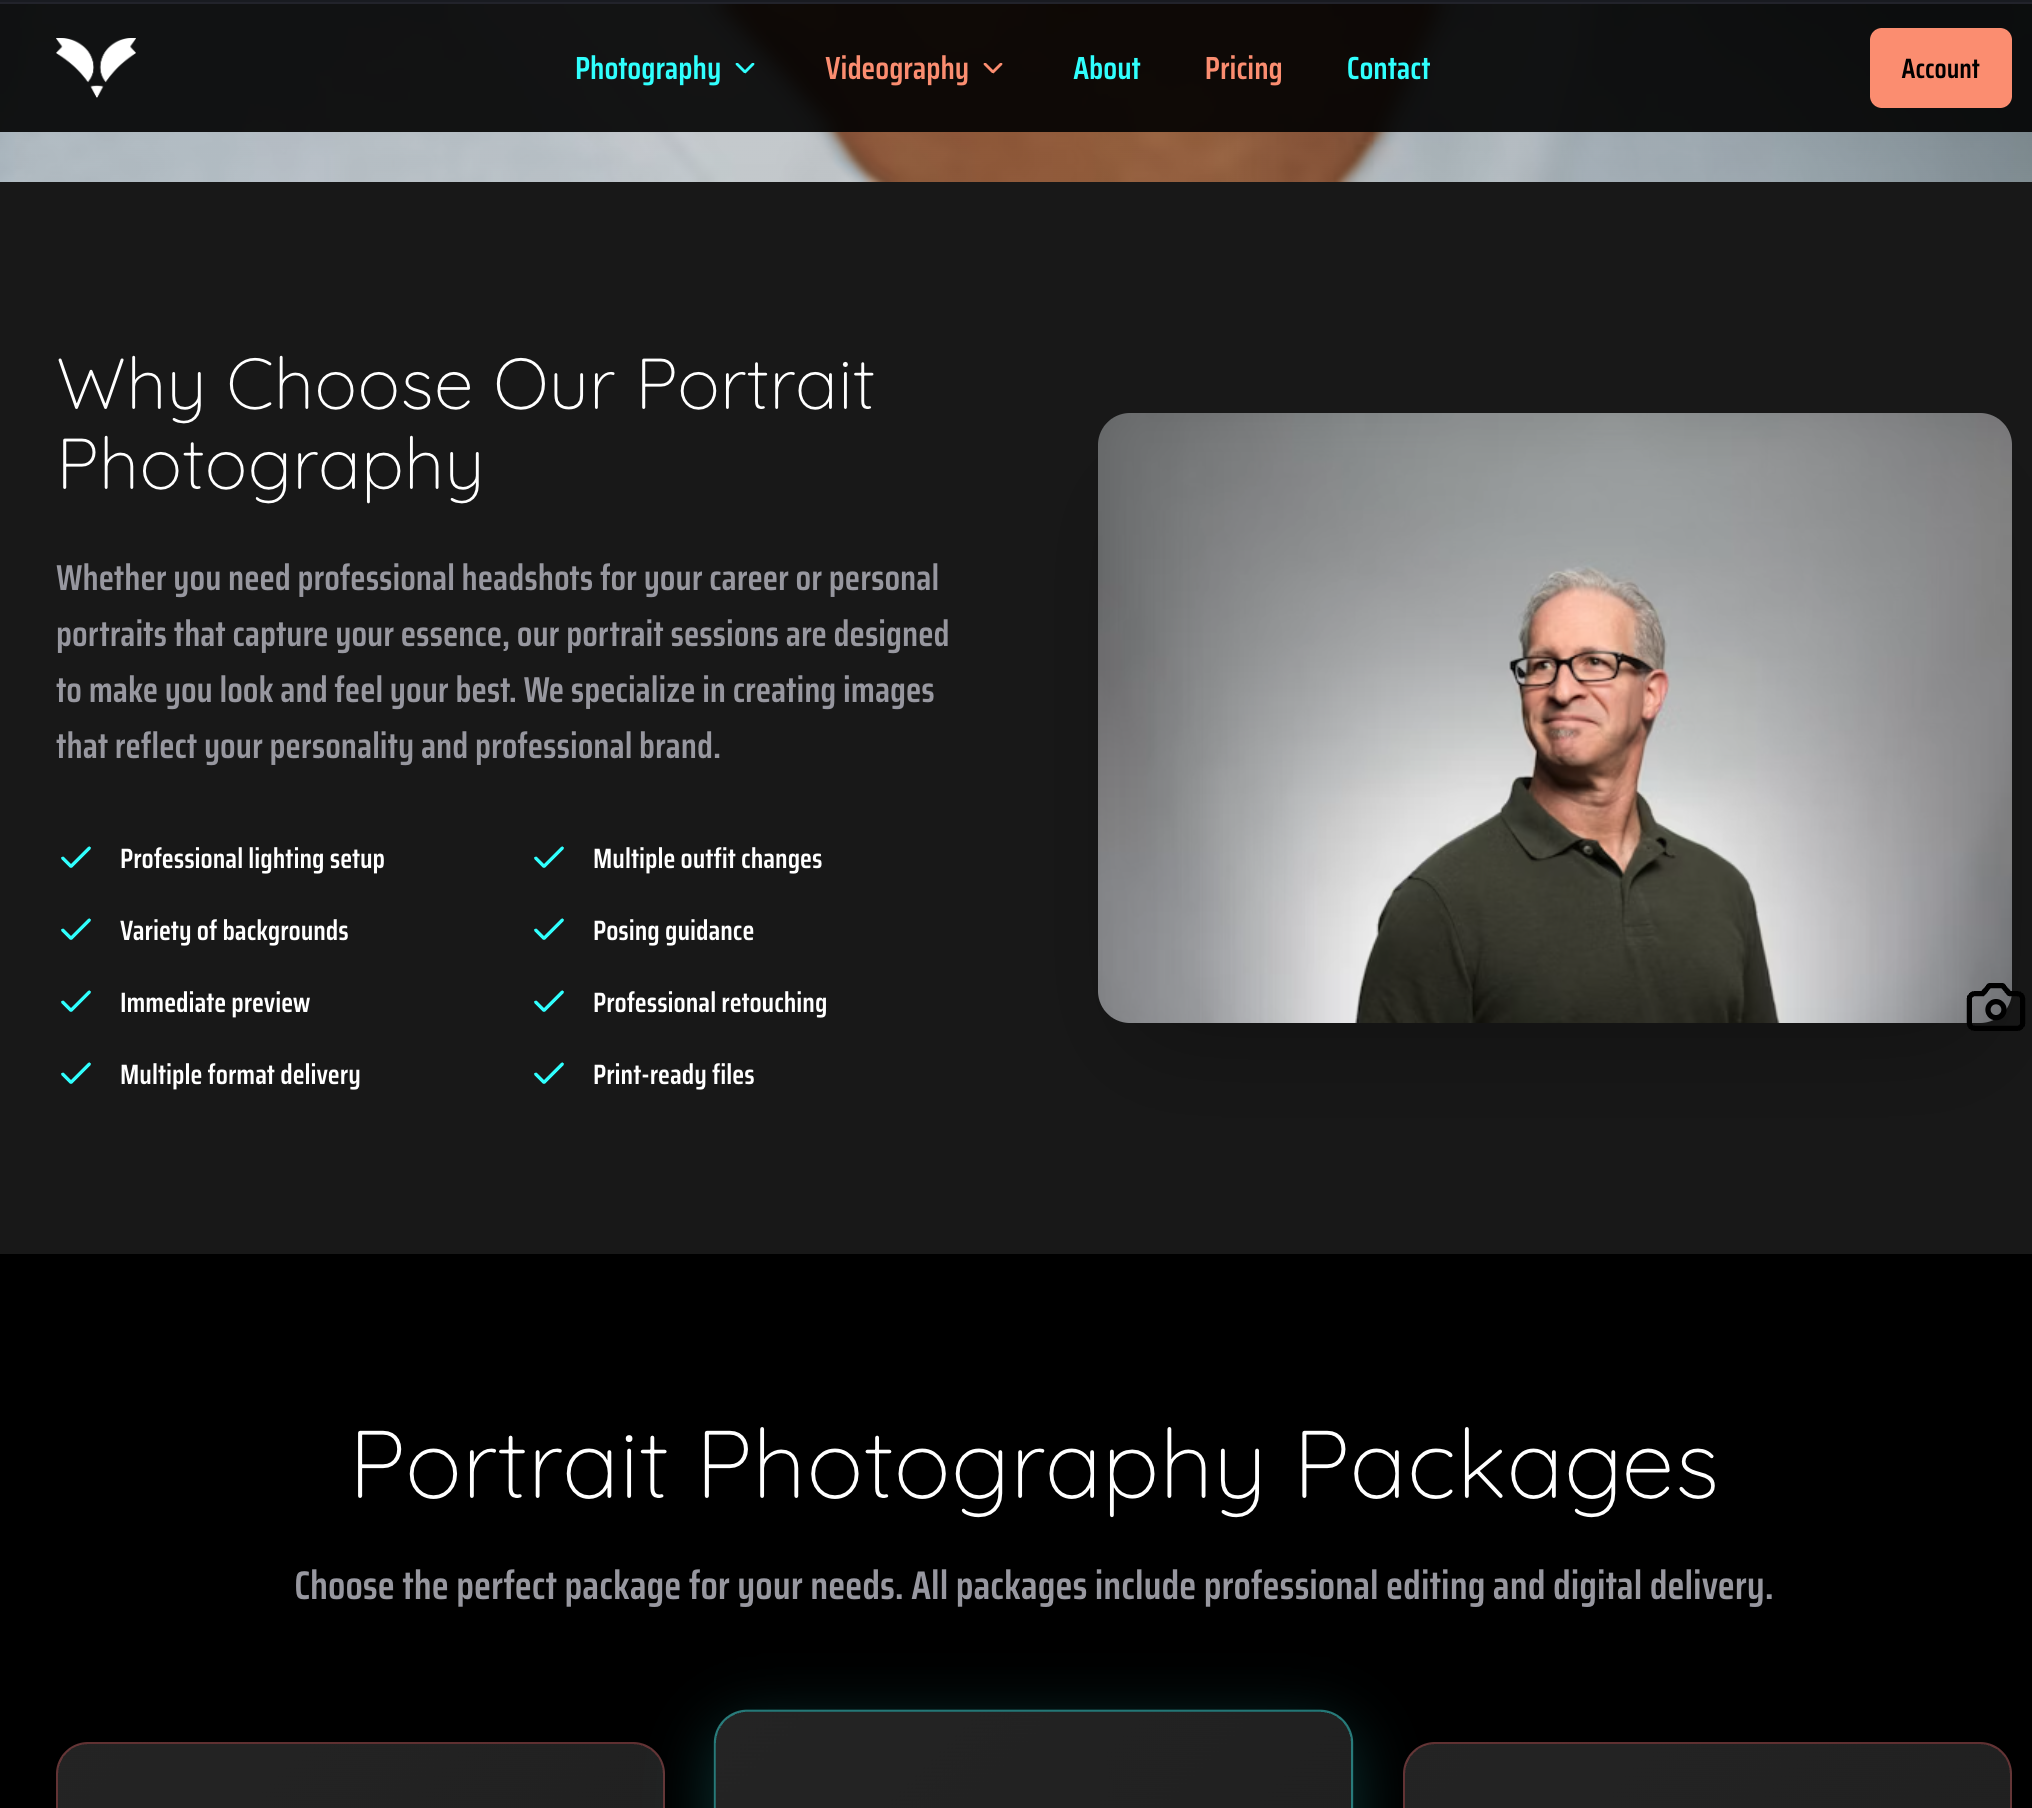 Photography
Videography
About
Pricing
Contact
Account
Why Choose Our Portrait
Photography
Whether you need professional headshots for your career or personal
portraits that capture your essence, our portrait sessions are designed
to make you look and feel your best. We specialize in creating images
that reflect your personality and professional brand.
Professional lighting setup
Multiple outfit changes
Variety of backgrounds
Posing guidance
Immediate preview
Professional retouching
Multiple format delivery
Print-ready files
Portrait Photography Packages
Choose the perfect package for your needs. All packages include professional editing and digital delivery.